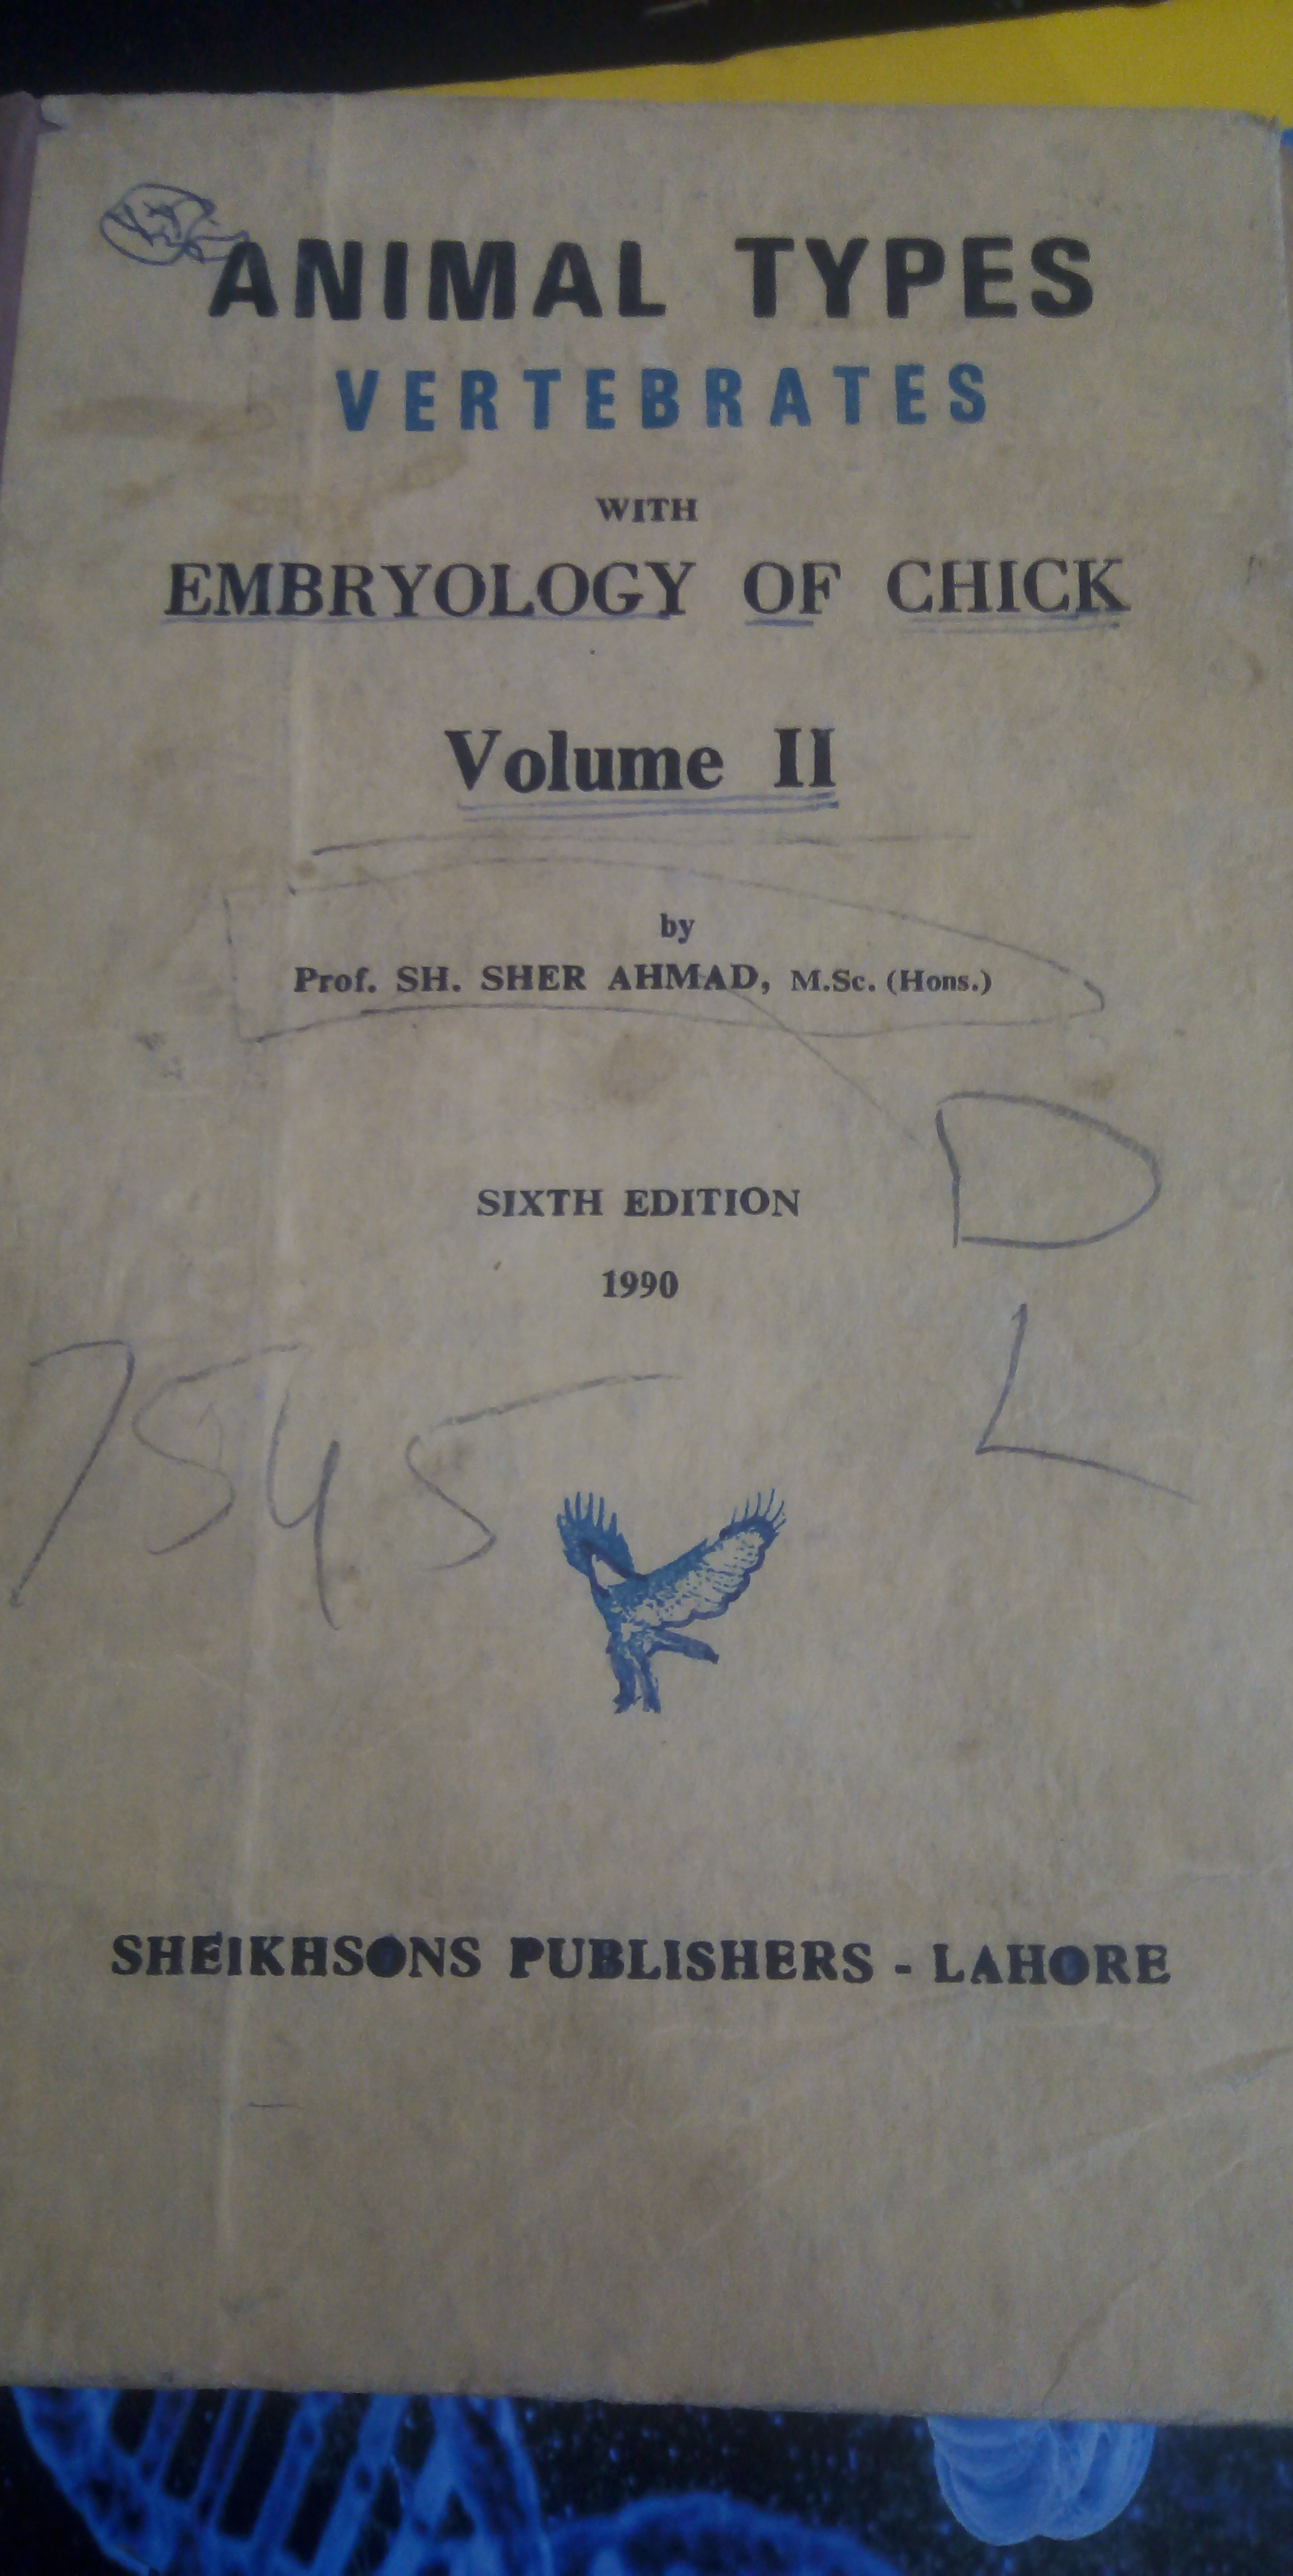 ANIMAL TYPES
VERTEBRATES
WITH
EMBRYOLOGY OF CHICK
Volume II
by
Prof. SH. SHER AHMAD, M.Sc. (Hons.)
D
SIXTH EDITION
1990
L
7545
SHEIKHSONS PUBLISHERS - LAHORE